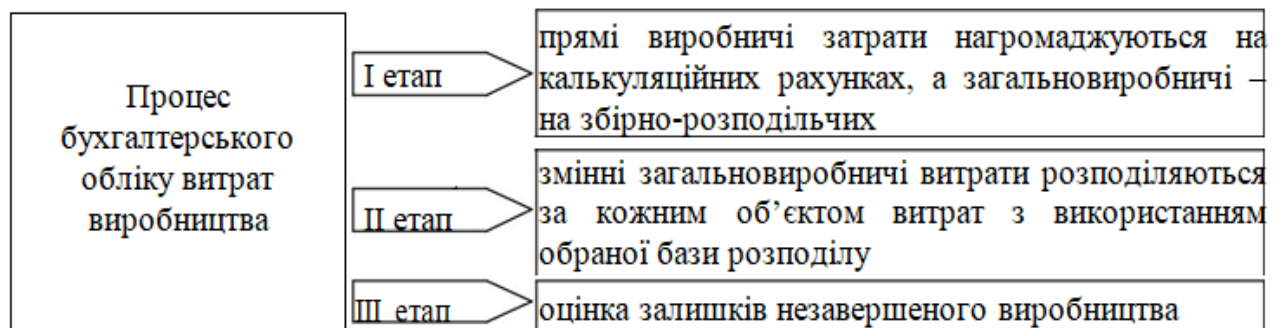 Процес
бухгалтерського
обліку витрат
виробництва
І етап
прямі виробничі затрати нагромаджуються на
калькуляційних рахунках, а загальновиробничі –
на збірно-розподільчих
ІІ етап
змінні загальновиробничі витрати розподіляються
за кожним об’єктом витрат з використанням
обраної бази розподілу
ІІІ етап
оцінка залишків незавершеного виробництва